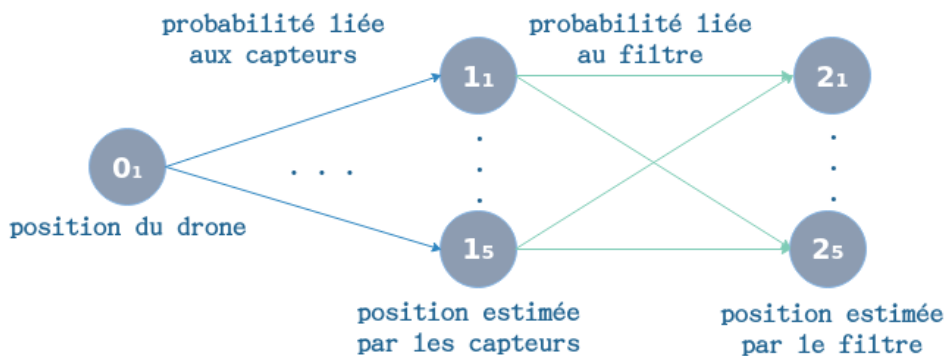 probabilité liée
aux capteurs
probabilité liée
au filtre
1₁
2₁
0₁
. . .
position du drone
1₅
2₅
position estimée
par les capteurs
position estimée
par le filtre